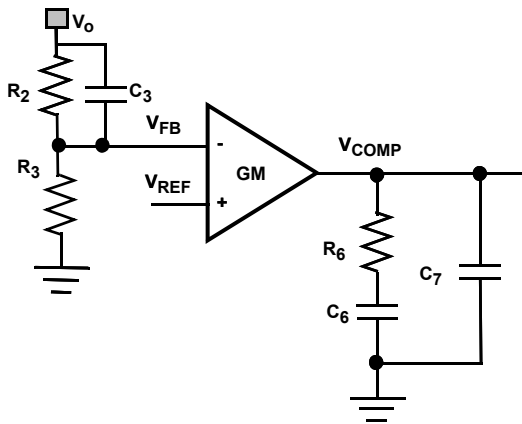 Vo
R2
C3
VFB
R3
VREF
-
+
GM
VCOMP
R6
C7
C6